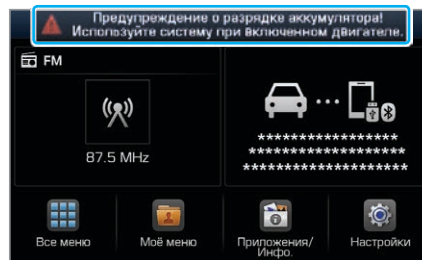 Предупреждение о разрядке аккумулятора!
Используйте систему при включенном двигателе.
FM
87.5 MHz
*****************
*******************
********************
Все меню
Моё меню
Приложения/
Инфо.
Настройки